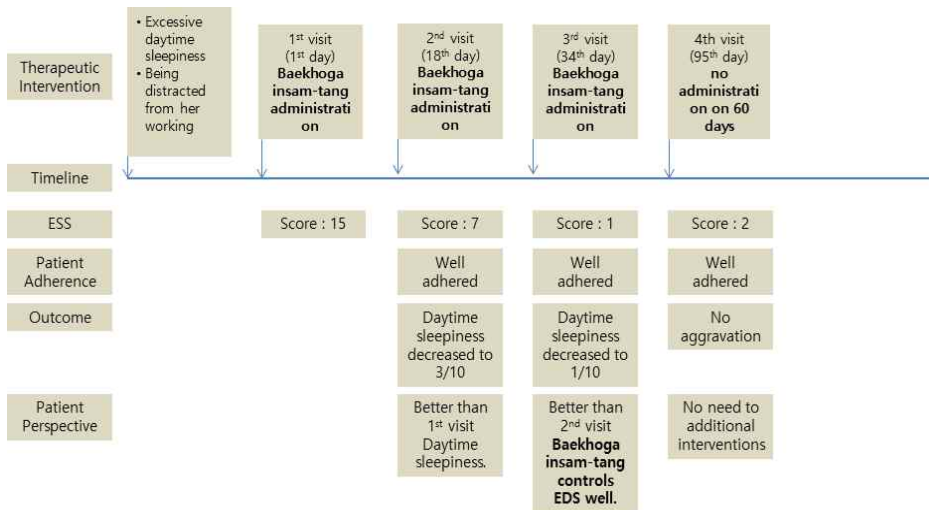 Therapeutic
Intervention
• Excessive
daytime
sleepiness
• Being
distracted
from her
working
1st visit
(1st day)
Baekhoga
insam-tang
administrati
on
2nd visit
(18th day)
Baekhoga
insam-tang
administrati
on
3rd visit
(34th day)
Baekhoga
insam-tang
administrati
on
4th visit
(95th day)
no
administrati
on on 60
days
Timeline
ESS
Score : 15
Score : 7
Score : 1
Score : 2
Patient
Adherence
Well
adhered
Well
adhered
Well
adhered
Outcome
Daytime
sleepiness
decreased to
3/10
Daytime
sleepiness
decreased to
1/10
No
aggravation
Patient
Perspective
Better than
1st visit
Daytime
sleepiness.
Better than
2nd visit
Baekhoga
insam-tang
controls
EDS well.
No need to
additional
interventions